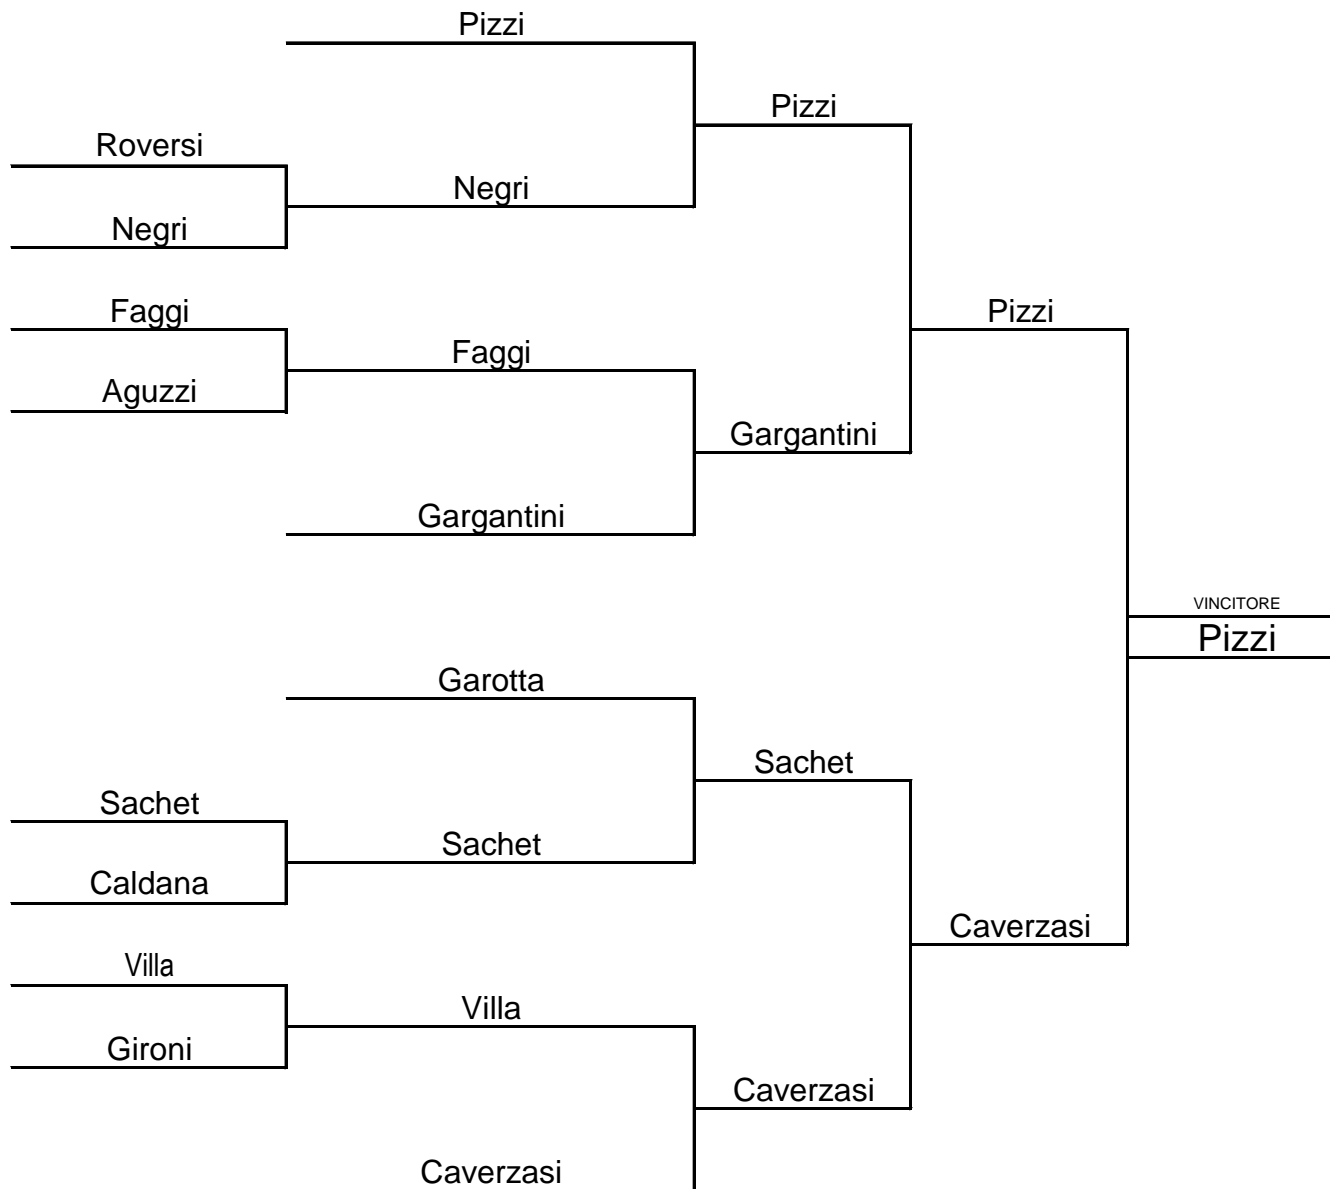 Pizzi
Pizzi
Roversi
Negri
Negri
Faggi
Pizzi
Faggi
Aguzzi
Gargantini
Gargantini
VINCITORE
Pizzi
Garotta
Sachet
Sachet
Sachet
Caldana
Caverzasi
Villa
Villa
Gironi
Caverzasi
Caverzasi